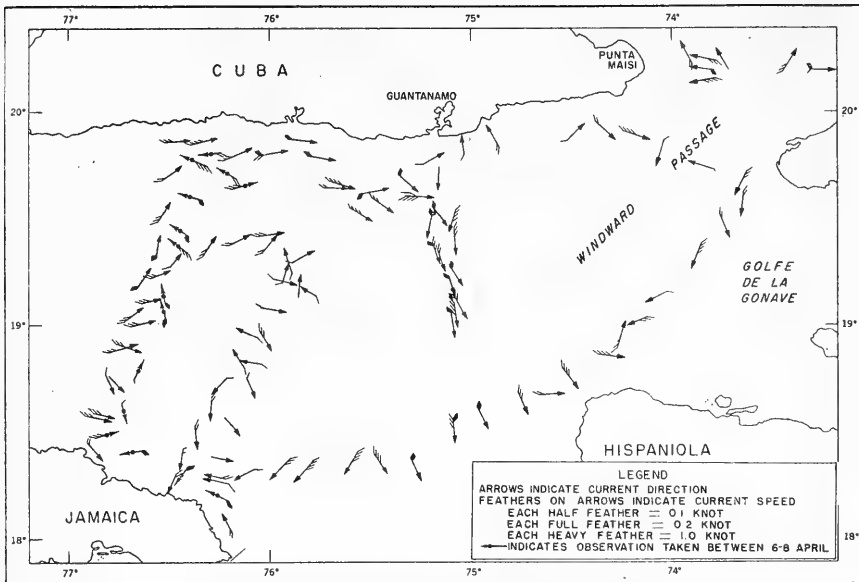 77° 76° 75° 74°
CUBA
PUNTA
MAISI
GUANTANAMO
20° 20°
WINDWARD PASSAGE
GOLFE
DE LA
GONAVE
19° 19°
HISPANIOLA
JAMAICA
LEGEND
ARROWS INDICATE CURRENT DIRECTION
FEATHERS ON ARROWS INDICATE CURRENT SPEED
EACH HALF FEATHER = 0.1 KNOT
EACH FULL FEATHER = 0.2 KNOT
EACH HEAVY FEATHER = 1.0 KNOT
INDICATES OBSERVATION TAKEN BETWEEN 6-8 APRIL
18° 18°
77° 76° 75° 74°